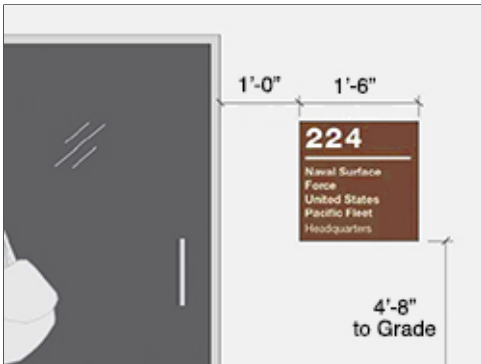 1'-0" 1'-6"
224
Naval Surface
Force
United States
Pacific Fleet
Headquarters
4'-8"
to Grade